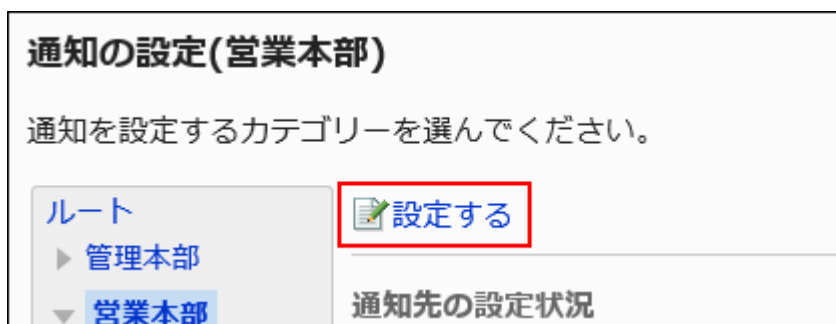 通知の設定(営業本部)
通知を設定するカテゴリーを選んでください。
ルート
管理本部
営業本部
設定する
通知先の設定状況